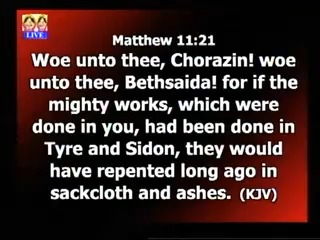 LIVE
Matthew 11:21
Woe unto thee, Chorazin! woe
unto thee, Bethsaida! for if the
mighty works, which were
done in you, had been done in
Tyre and Sidon, they would
have repented long ago in
sackcloth and ashes. (KJV)